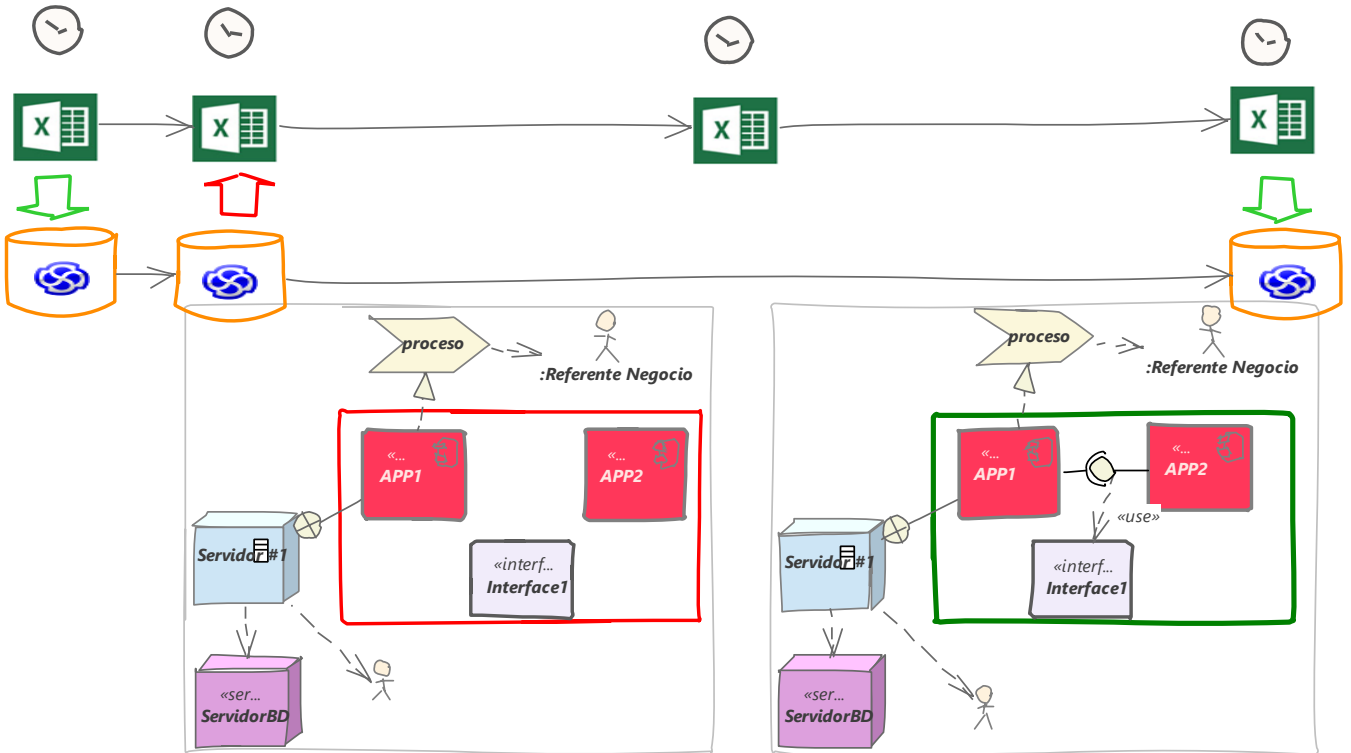 X
X
X
X
proceso
:Referente Negocio
«...
APP1
«...
APP2
Servidor #1
«interf...
Interface1
«ser...
ServidorBD
proceso
:Referente Negocio
«...
APP1
«...
APP2
«use»
Servidor #1
«interf...
Interface1
«ser...
ServidorBD